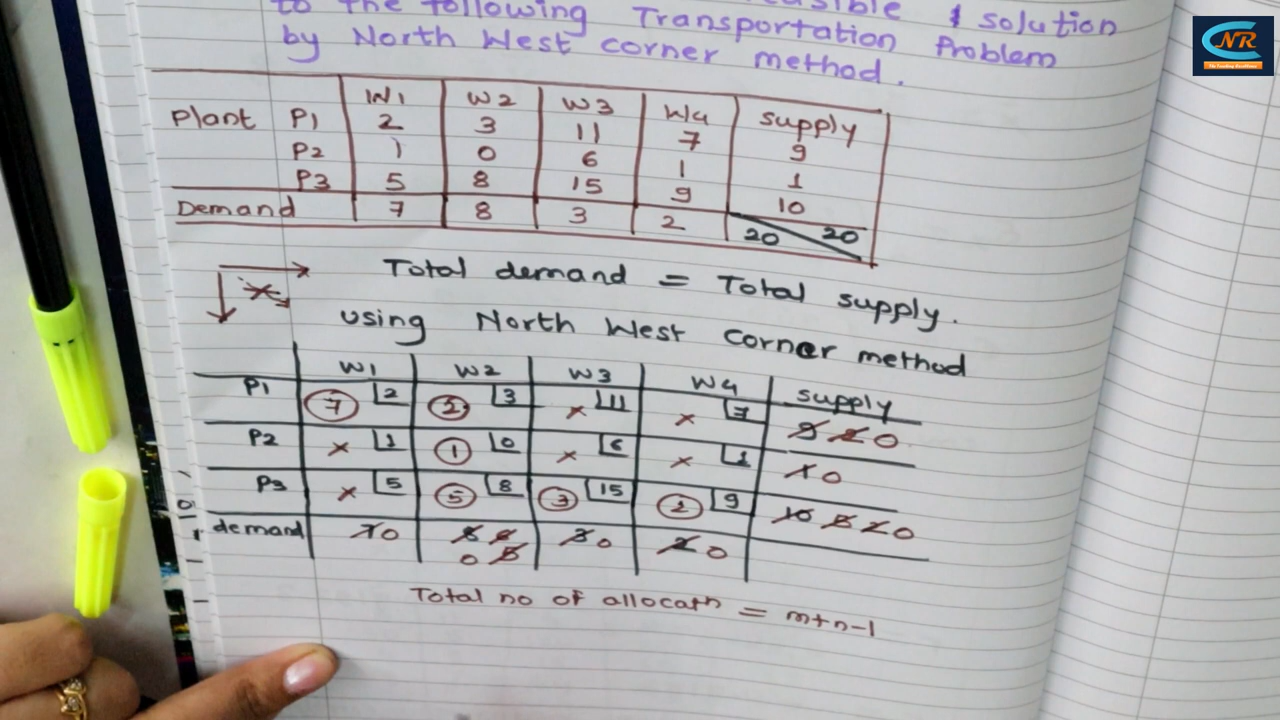 to the following Transportation Problem solution
by North West corner method.
W1 W2 W3 W4 supply
Plant P1 2 3 11 7 9
P2 1 0 6 1 1
P3 5 8 15 9 10
Demand 7 8 3 2 20 20
Total demand = Total supply.
using North West Corner method
W1 W2 W3 W4 supply
P1 7 2 2 3 x 11 x 7 9 2 0
P2 x 1 1 0 x 6 x 1 1 0
P3 x 5 5 8 3 15 2 9 10 5 2 0
demand 7 0 8 6 3 0 2 0
0 5
Total no of allocath = m+n-1
CNR